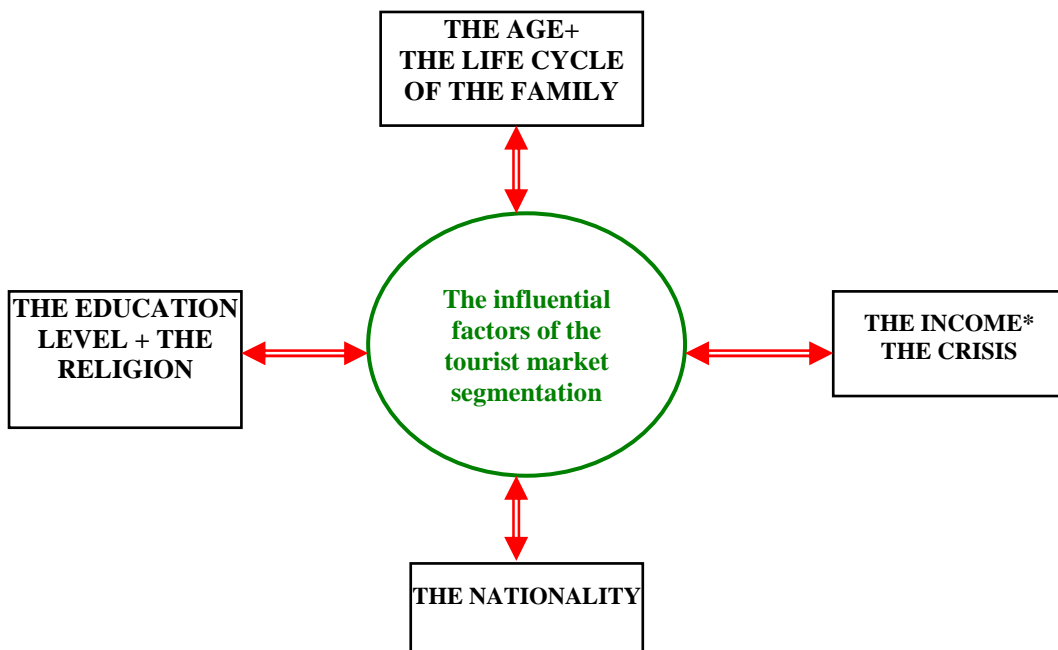 THE AGE+
THE LIFE CYCLE
OF THE FAMILY
THE EDUCATION
LEVEL + THE
RELIGION
The influential
factors of the
tourist market
segmentation
THE INCOME*
THE CRISIS
THE NATIONALITY